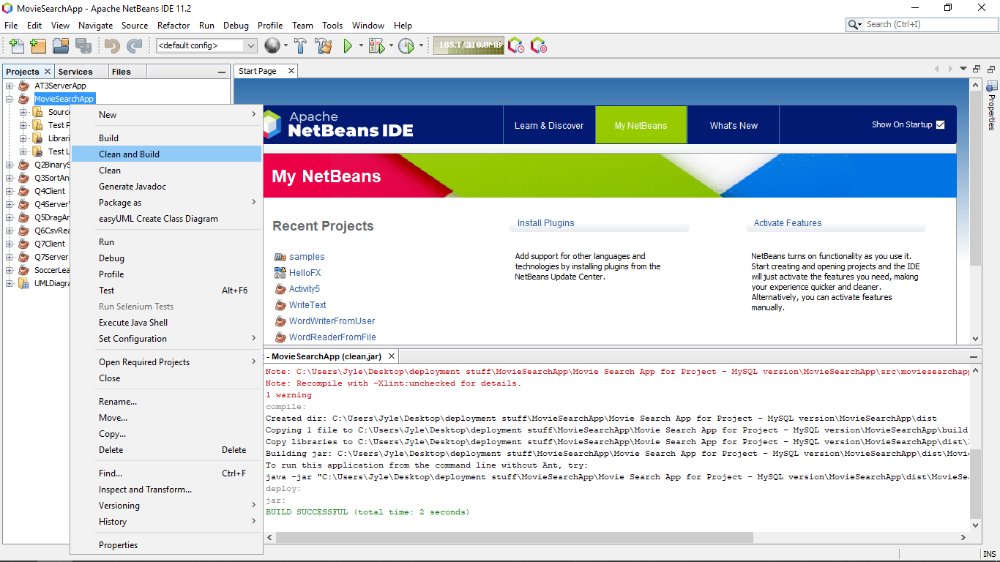 MovieSearchApp - Apache NetBeans IDE 11.2
File Edit View Navigate Source Refactor Run Debug Profile Team Tools Window Help
Search (Ctrl+I)
<default config>
185.1/310.0MB
Projects Services Files
Start Page
AT3ServerApp
MovieSearchApp
Sourc
Test P
Librari
Test L
Q2BinaryS
Q3SortAn
Q4Client
Q4Server
Q5DragAn
Q6CsvRea
Q7Client
Q7Server
SoccerLea
UMLDiagra
New
Build
Clean and Build
Clean
Generate Javadoc
Package as
easyUML Create Class Diagram
Run
Debug
Profile
Test Alt+F6
Run Selenium Tests
Execute Java Shell
Set Configuration
Open Required Projects
Close
Rename...
Move...
Copy...
Delete Delete
Find... Ctrl+F
Inspect and Transform...
Versioning
History
Properties
Apache
NetBeans IDE
Learn & Discover
My NetBeans
What's New
Show On Startup
My NetBeans
Recent Projects
samples
HelloFX
Activity5
WriteText
WordWriterFromUser
WordReaderFromFile
Install Plugins
Add support for other languages and
technologies by installing plugins from the
NetBeans Update Center.
Activate Features
NetBeans turns on functionality as you use it.
Start creating and opening projects and the IDE
will just activate the features you need, making
your experience quicker and cleaner.
Alternatively, you can activate features
manually.
Properties
- MovieSearchApp (clean,jar)
Note: C:\Users\Jyle\Desktop\deployment stuff\MovieSearchApp\Movie Search App for Project - MySQL version\MovieSearchApp\src\moviesearchapp
Note: Recompile with -Xlint:unchecked for details.
1 warning
compile:
Created dir: C:\Users\Jyle\Desktop\deployment stuff\MovieSearchApp\Movie Search App for Project - MySQL version\MovieSearchApp\dist
Copying 1 file to C:\Users\Jyle\Desktop\deployment stuff\MovieSearchApp\Movie Search App for Project - MySQL version\MovieSearchApp\build
Copy libraries to C:\Users\Jyle\Desktop\deployment stuff\MovieSearchApp\Movie Search App for Project - MySQL version\MovieSearchApp\dist\
Building jar: C:\Users\Jyle\Desktop\deployment stuff\MovieSearchApp\Movie Search App for Project - MySQL version\MovieSearchApp\dist\Movie
To run this application from the command line without Ant, try:
java -jar "C:\Users\Jyle\Desktop\deployment stuff\MovieSearchApp\Movie Search App for Project - MySQL version\MovieSearchApp\dist\MovieSea
deploy:
jar:
BUILD SUCCESSFUL (total time: 2 seconds)
INS